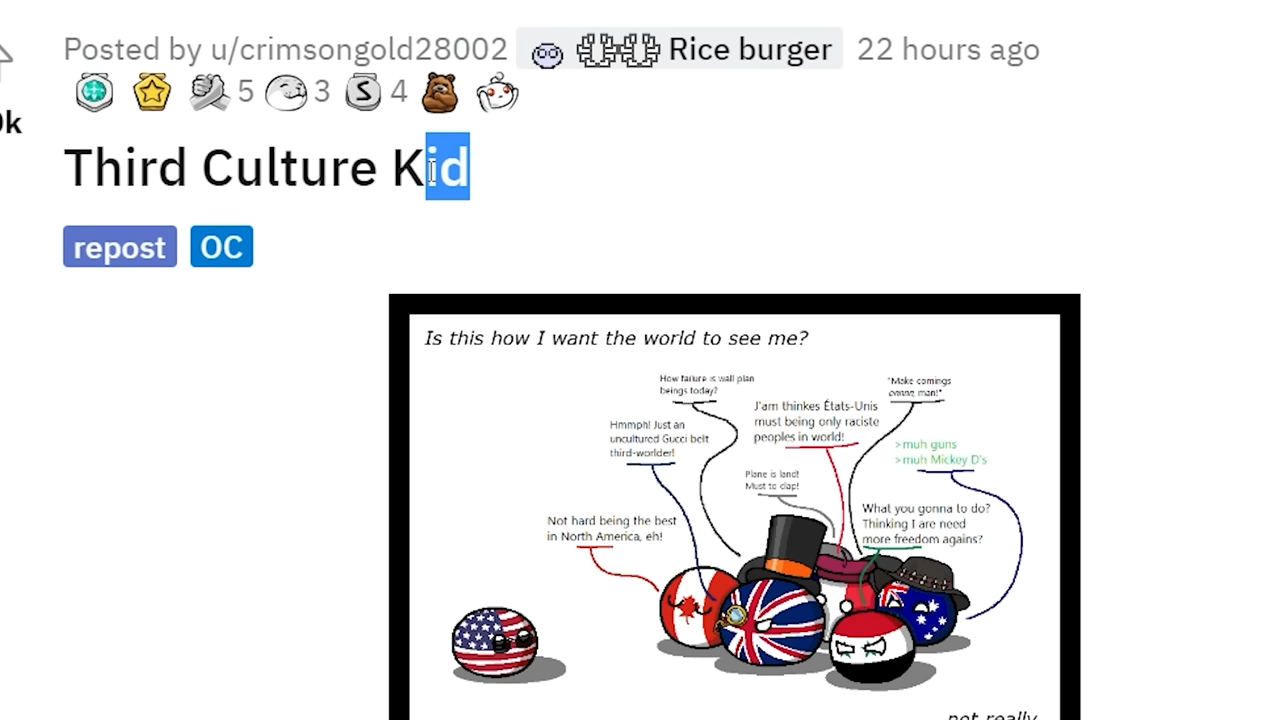 Posted by u/crimsongold28002 Rice burger 22 hours ago
5 3 S 4
0k
Third Culture Kid
repost OC
Is this how I want the world to see me?
How failure is wall plan
beings today?
"Make comings
onnnn, man!"
J'am thinkes États-Unis
must being only raciste
peoples in world!
Hmmph! Just an
uncultured Gucci belt
third-worlder!
>muh guns
>muh Mickey D's
Plane is land!
Must to clap!
What you gonna to do?
Thinking I are need
more freedom agains?
Not hard being the best
in North America, eh!
not really